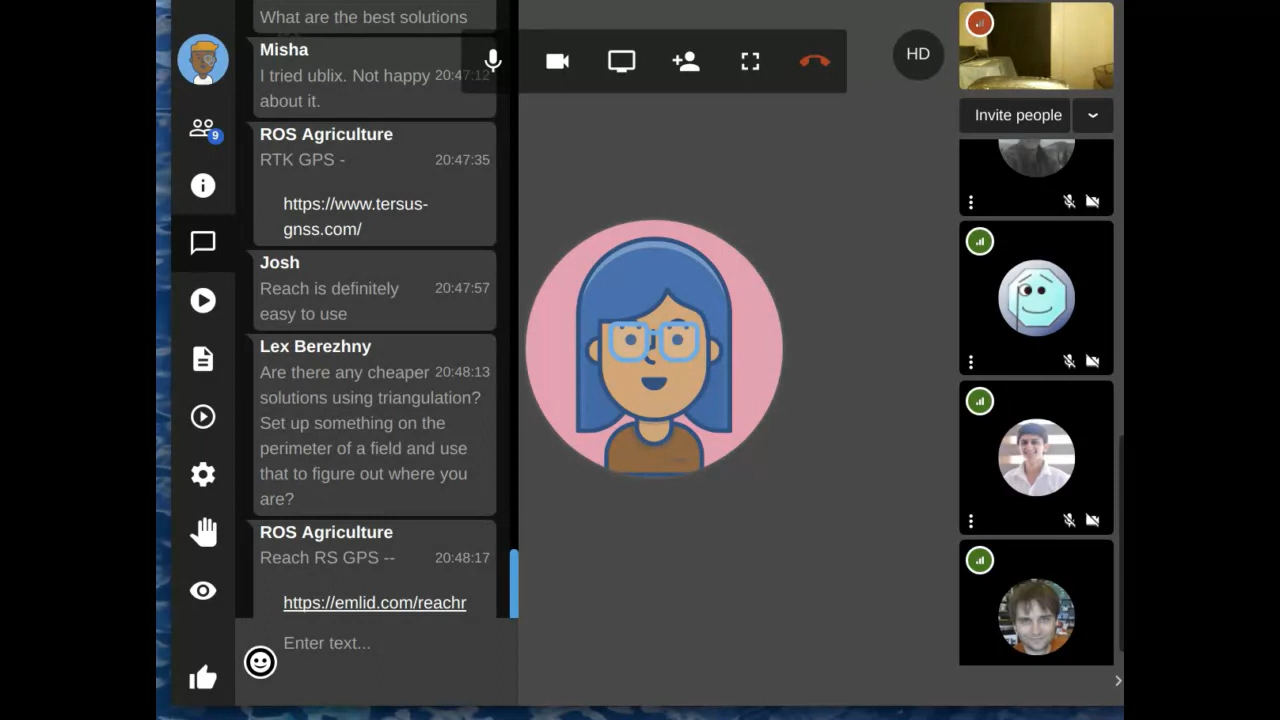 What are the best solutions
Misha
I tried ublix. Not happy 20:47:12
about it.
ROS Agriculture
RTK GPS - 20:47:35
https://www.tersus-
gnss.com/
Josh
Reach is definitely 20:47:57
easy to use
Lex Berezhny
Are there any cheaper 20:48:13
solutions using triangulation?
Set up something on the
perimeter of a field and use
that to figure out where you
are?
ROS Agriculture
Reach RS GPS -- 20:48:17
https://emlid.com/reachr
Enter text...
9
HD
Invite people